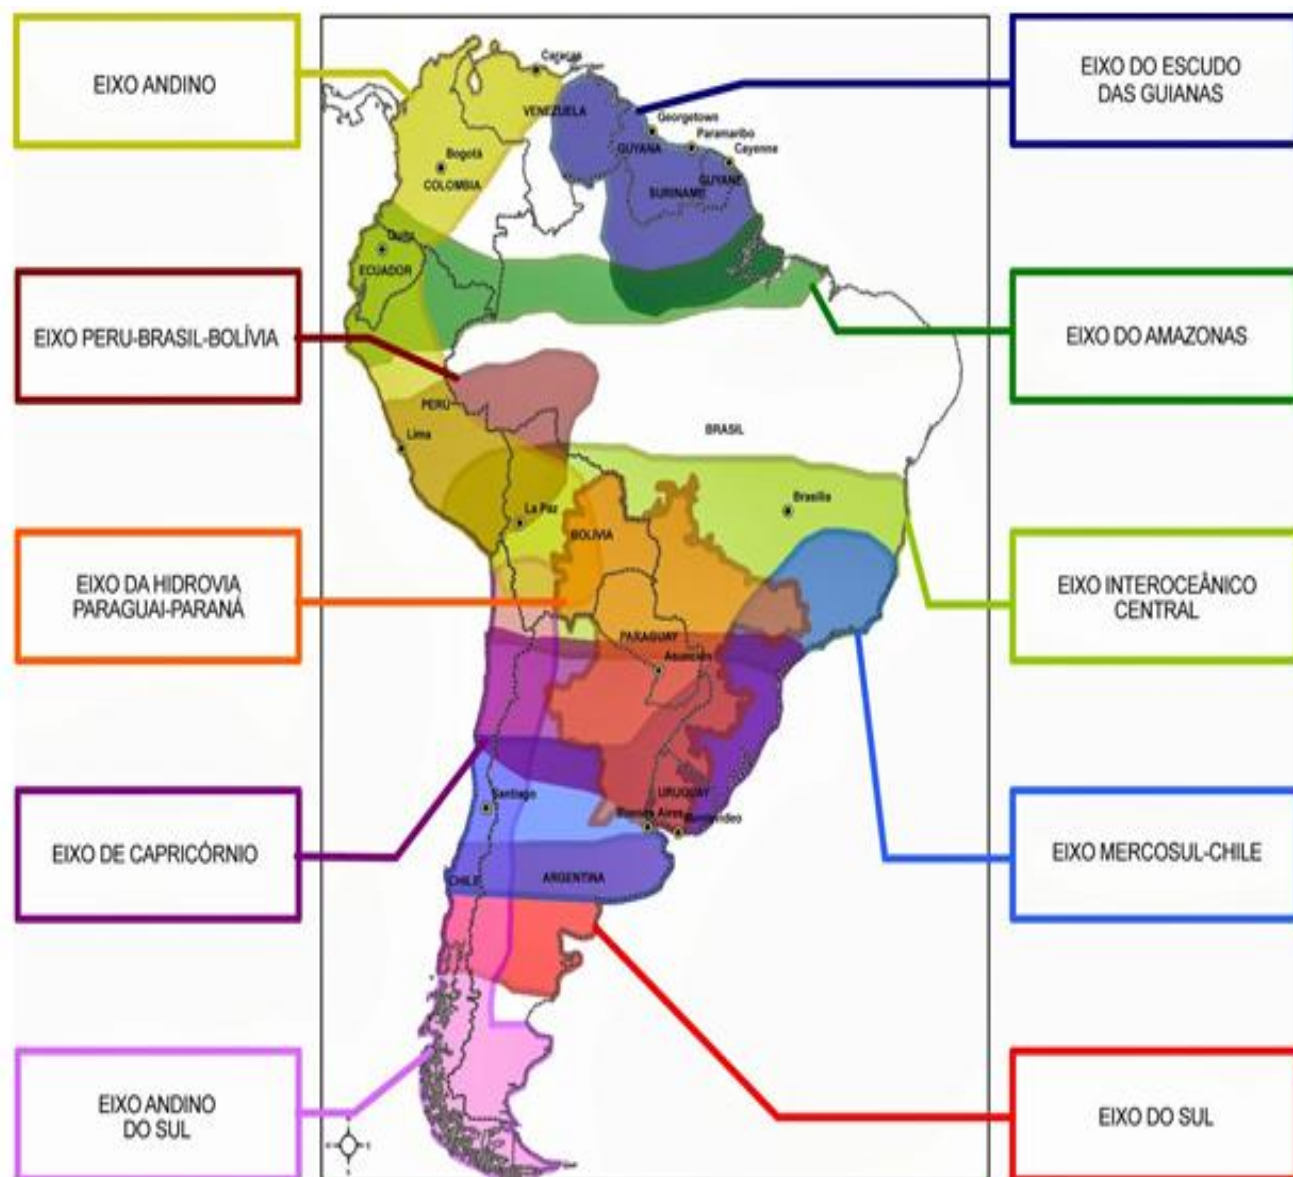 EIXO ANDINO
EIXO PERU-BRASIL-BOLÍVIA
EIXO DA HIDROVIA
PARAGUAI-PARANÁ
EIXO DE CAPRICÓRNIO
EIXO ANDINO
DO SUL
Caracas
VENEZUELA
Georgetown
Paramaribo
GUYANA
Cayenne
Bogotá
COLOMBIA
GUYANE
SURINAME
Quito
ECUADOR
PERÚ
BRASIL
Lima
Brasilia
La Paz
BOLIVIA
PARAGUAY
Asunción
Santiago
URUGUAY
Buenos Aires
Montevideo
CHILE
ARGENTINA
EIXO DO ESCUDO
DAS GUIANAS
EIXO DO AMAZONAS
EIXO INTEROCEÂNICO
CENTRAL
EIXO MERCOSUL-CHILE
EIXO DO SUL